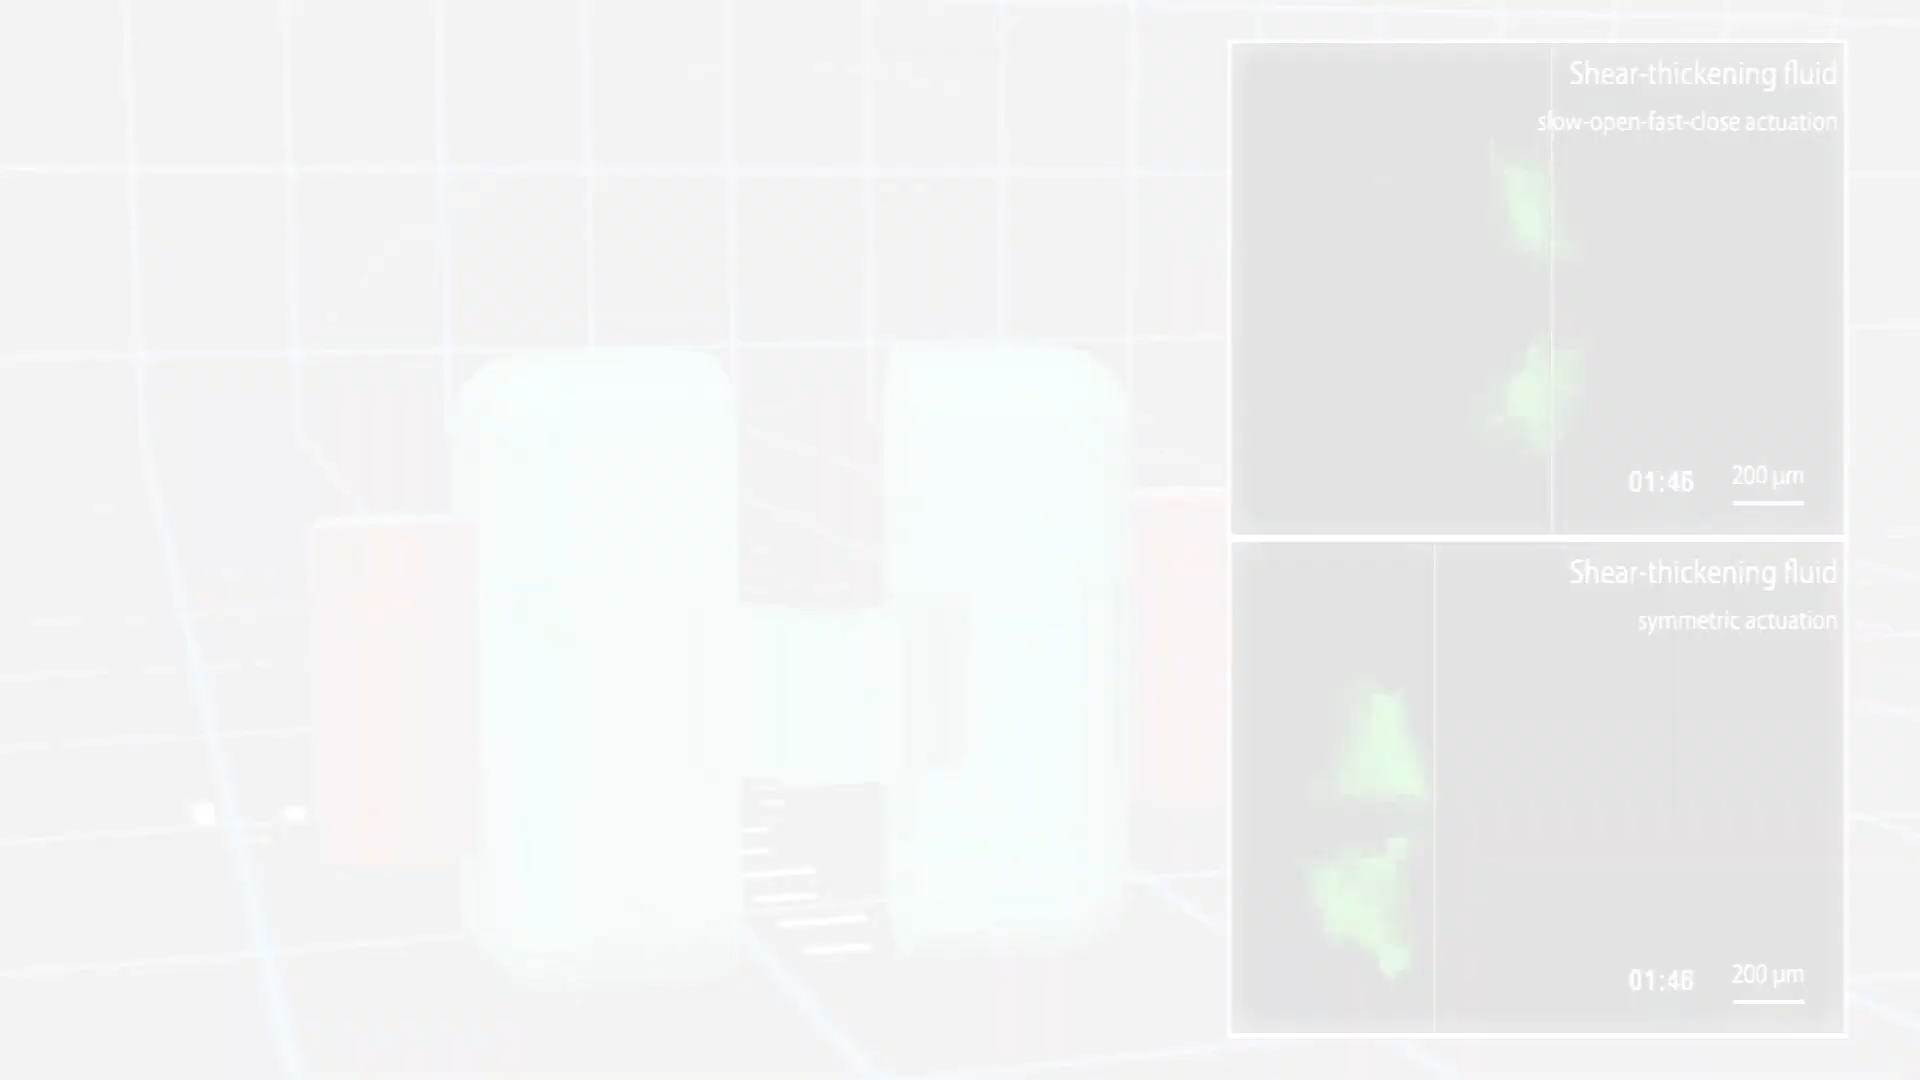 Shear-thickening fluid
slow-open-fast-close actuation
01:46
200 µm
Shear-thickening fluid
symmetric actuation
01:46
200 µm